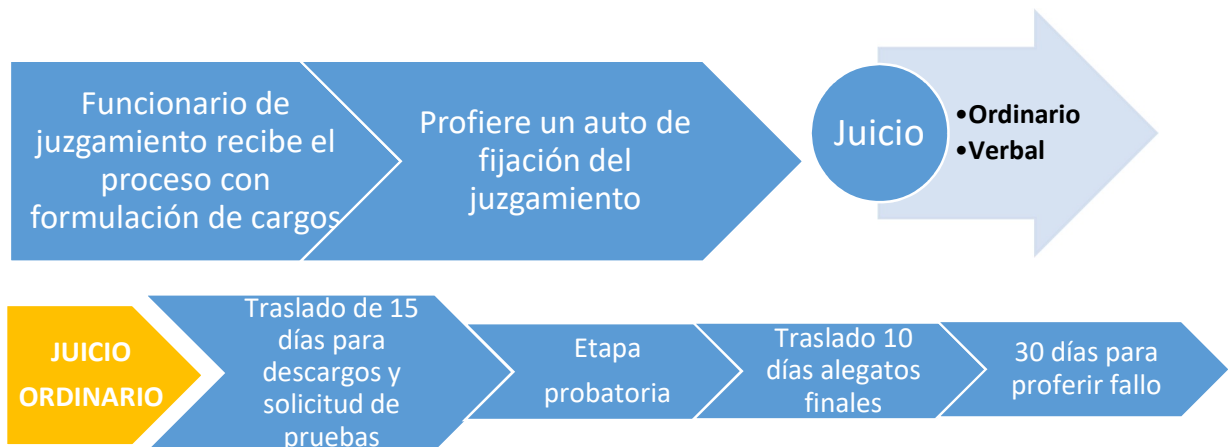 Funcionario de
juzgamiento recibe el
proceso con
formulación de cargos
Profiere un auto de
fijación del
juzgamiento
Juicio
•Ordinario
•Verbal
JUICIO
ORDINARIO
Traslado de 15
días para
descargos y
solicitud de
pruebas
Etapa
probatoria
Traslado 10
días alegatos
finales
30 días para
proferir fallo